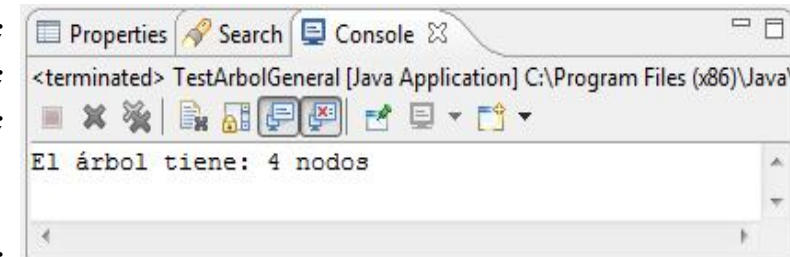 Properties Search Console
<terminated> TestArbolGeneral [Java Application] C:\Program Files (x86)\Java\
El árbol tiene: 4 nodos